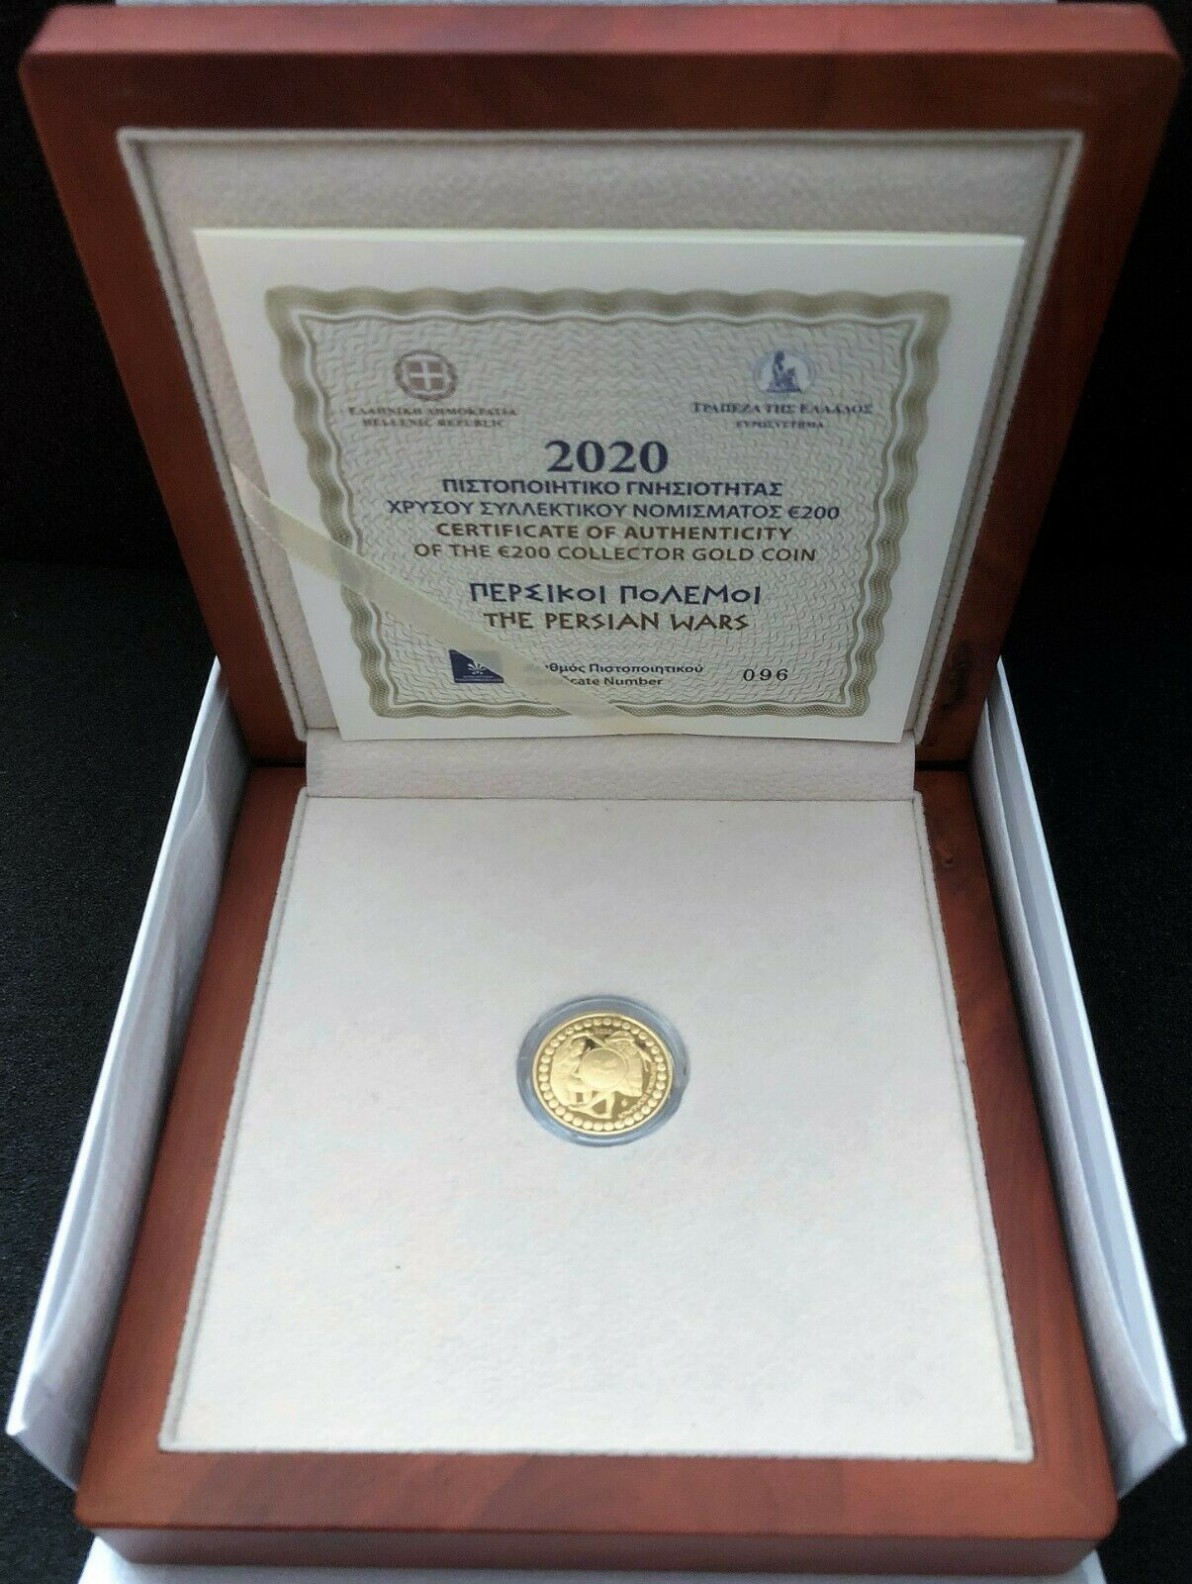 ΕΛΛΗΝΙΚΗ ΔΗΜΟΚΡΑΤΙΑ
HELLENIC REPUBLIC
ΤΡΑΠΕΖΑ ΤΗΣ ΕΛΛΑΔΟΣ
ΕΥΡΩΣΥΣΤΗΜΑ
2020
ΠΙΣΤΟΠΟΙΗΤΙΚΟ ΓΝΗΣΙΟΤΗΤΑΣ
ΧΡΥΣΟΥ ΣΥΛΛΕΚΤΙΚΟΥ ΝΟΜΙΣΜΑΤΟΣ €200
CERTIFICATE OF AUTHENTICITY
OF THE €200 COLLECTOR GOLD COIN
ΠΕΡΣΙΚΟΙ ΠΟΛΕΜΟΙ
THE PERSIAN WARS
Πιστοποιητικού
Number
096